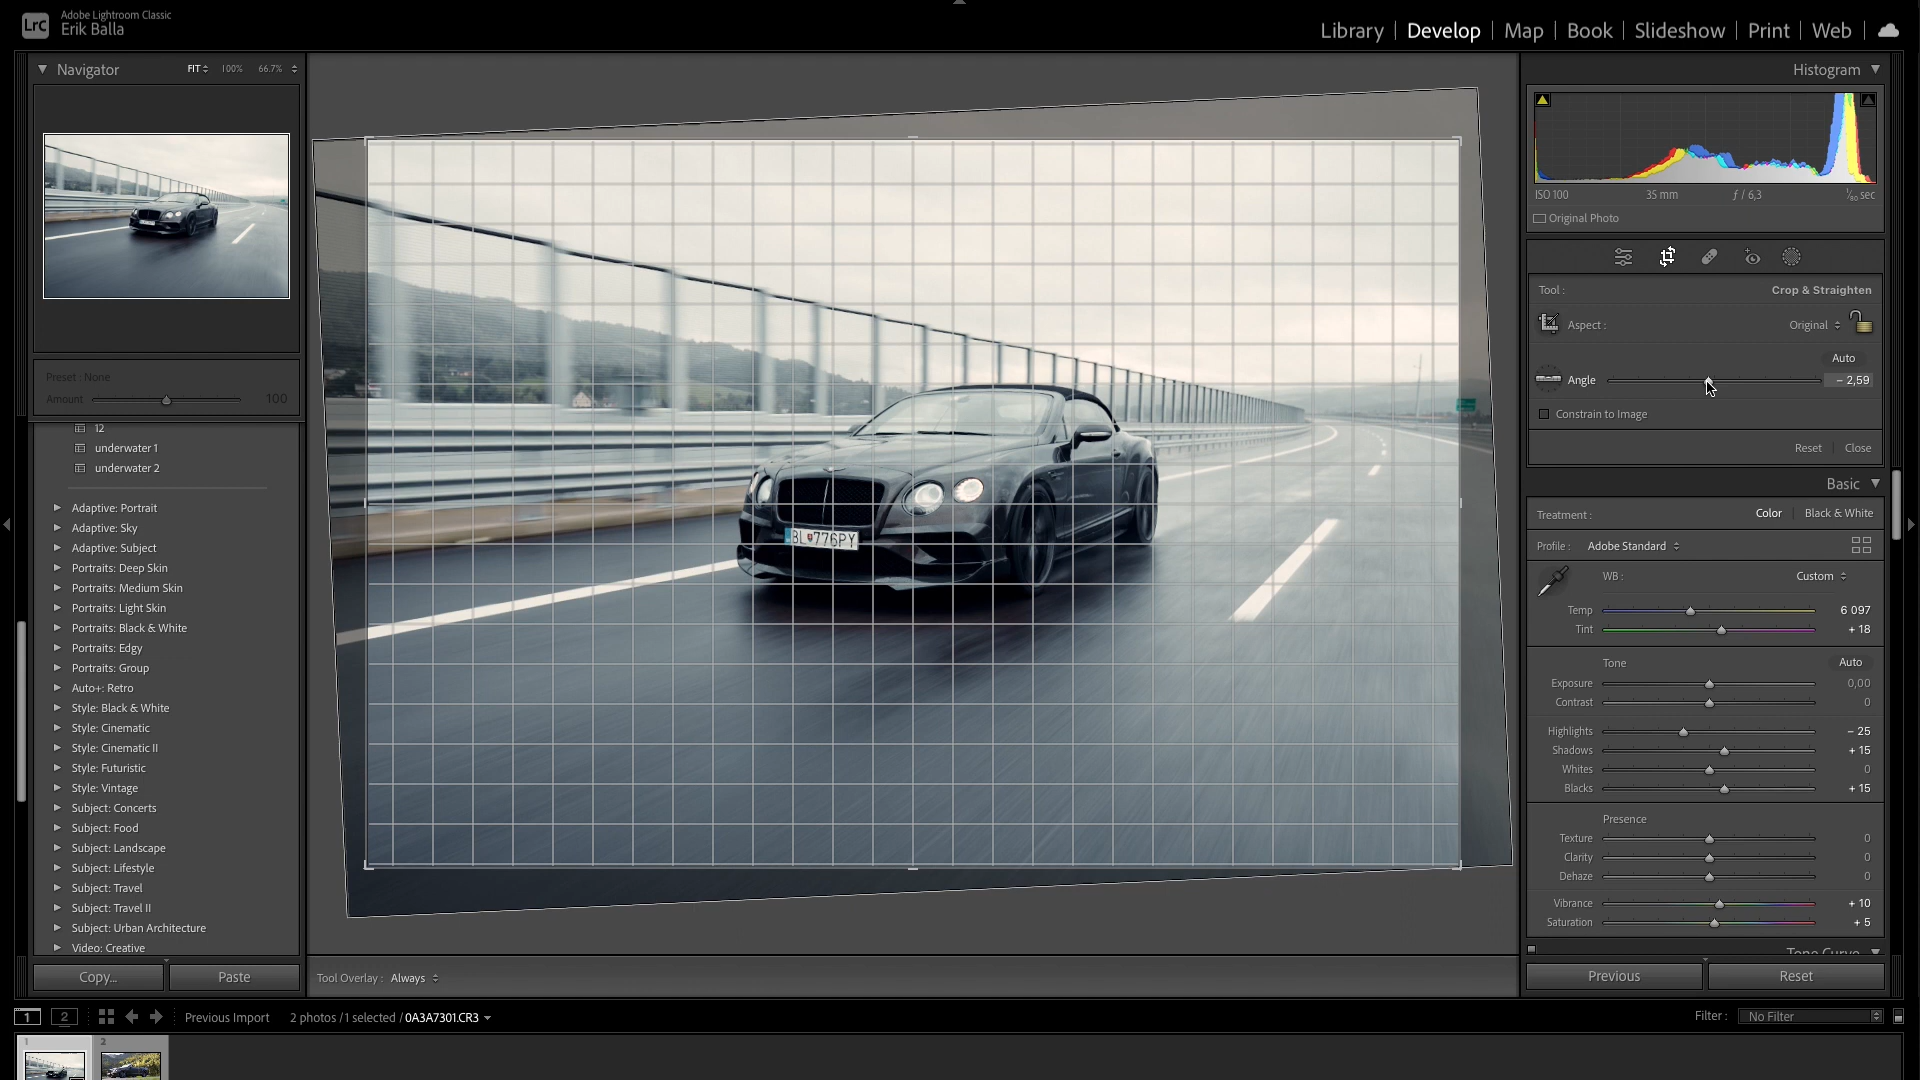 Lrc
Adobe Lightroom Classic
Erik Balla
Library | Develop | Map | Book | Slideshow | Print | Web
Navigator
FIT
100%
66.7%
Preset : None
Amount
100
12
underwater 1
underwater 2
Adaptive: Portrait
Adaptive: Sky
Adaptive: Subject
Portraits: Deep Skin
Portraits: Medium Skin
Portraits: Light Skin
Portraits: Black & White
Portraits: Edgy
Portraits: Group
Auto+: Retro
Style: Black & White
Style: Cinematic
Style: Cinematic II
Style: Futuristic
Style: Vintage
Subject: Concerts
Subject: Food
Subject: Landscape
Subject: Lifestyle
Subject: Travel
Subject: Travel II
Subject: Urban Architecture
Video: Creative
Copy...
Paste
BL 776PY
Tool Overlay : Always
Histogram
ISO 100
35 mm
ƒ / 6,3
1/80 sec
Original Photo
Tool :
Crop & Straighten
Aspect :
Original
Auto
Angle
– 2,59
Constrain to Image
Reset
Close
Basic
Treatment :
Color
Black & White
Profile :
Adobe Standard
WB :
Custom
Temp
6 097
Tint
+ 18
Tone
Auto
Exposure
0,00
Contrast
0
Highlights
– 25
Shadows
+ 15
Whites
0
Blacks
+ 15
Presence
Texture
0
Clarity
0
Dehaze
0
Vibrance
+ 10
Saturation
+ 5
Tone Curve
Previous
Reset
1
2
Previous Import
2 photos / 1 selected / 0A3A7301.CR3
Filter :
No Filter
1
2